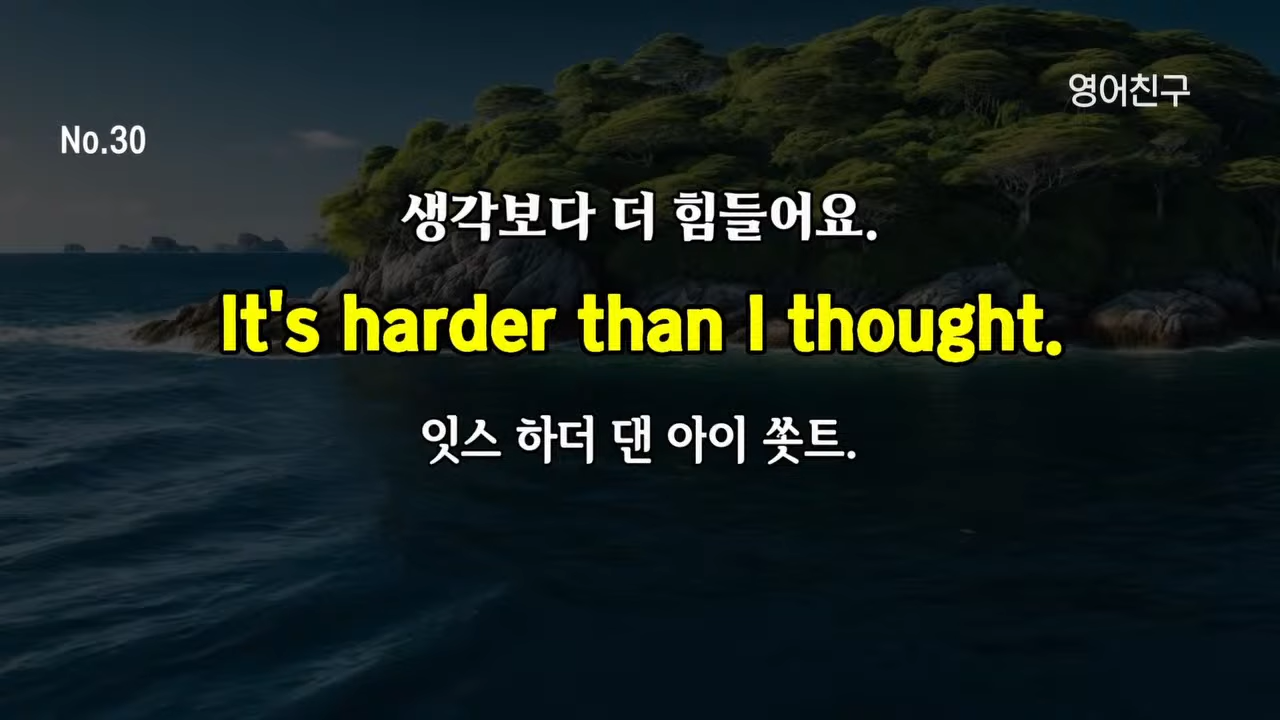 영어친구
No.30
생각보다 더 힘들어요.
It's harder than I thought.
잇스 하더 댄 아이 쏫트.